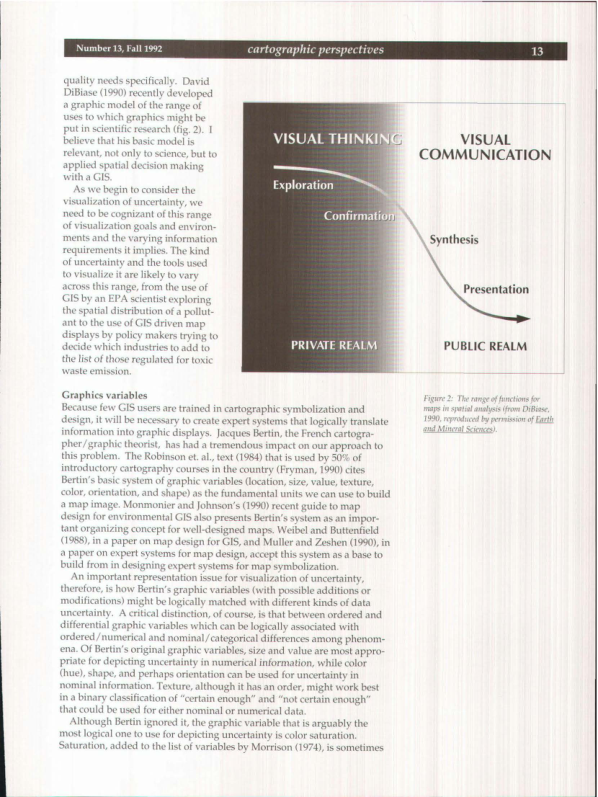 Number 13, Fall 1992
cartographic perspectives
13
quality needs specifically. David
DiBiase (1990) recently developed
a graphic model of the range of
uses to which graphics might be
put in scientific research (fig. 2). I
believe that his basic model is
relevant, not only to science, but to
applied spatial decision making
with a GIS.
As we begin to consider the
visualization of uncertainty, we
need to be cognizant of this range
of visualization goals and environ-
ments and the varying information
requirements it implies. The kind
of uncertainty and the tools used
to visualize it are likely to vary
across this range, from the use of
GIS by an EPA scientist exploring
the spatial distribution of a pollut-
ant to the use of GIS driven map
displays by policy makers trying to
decide which industries to add to
the list of those regulated for toxic
waste emission.
VISUAL THINKING
VISUAL
COMMUNICATION
Exploration
Confirmation
Synthesis
Presentation
PRIVATE REALM
PUBLIC REALM
Figure 2: The range of functions for
maps in spatial analysis (from DiBiase,
1990, reproduced by permission of Earth
and Mineral Sciences).
Graphics variables
Because few GIS users are trained in cartographic symbolization and
design, it will be necessary to create expert systems that logically translate
information into graphic displays. Jacques Bertin, the French cartogra-
pher/graphic theorist, has had a tremendous impact on our approach to
this problem. The Robinson et. al., text (1984) that is used by 50% of
introductory cartography courses in the country (Fryman, 1990) cites
Bertin's basic system of graphic variables (location, size, value, texture,
color, orientation, and shape) as the fundamental units we can use to build
a map image. Monmonier and Johnson's (1990) recent guide to map
design for environmental GIS also presents Bertin's system as an impor-
tant organizing concept for well-designed maps. Weibel and Buttenfield
(1988), in a paper on map design for GIS, and Muller and Zeshen (1990), in
a paper on expert systems for map design, accept this system as a base to
build from in designing expert systems for map symbolization.
An important representation issue for visualization of uncertainty,
therefore, is how Bertin's graphic variables (with possible additions or
modifications) might be logically matched with different kinds of data
uncertainty. A critical distinction, of course, is that between ordered and
differential graphic variables which can be logically associated with
ordered/numerical and nominal/categorical differences among phenom-
ena. Of Bertin's original graphic variables, size and value are most appro-
priate for depicting uncertainty in numerical information, while color
(hue), shape, and perhaps orientation can be used for uncertainty in
nominal information. Texture, although it has an order, might work best
in a binary classification of "certain enough" and "not certain enough"
that could be used for either nominal or numerical data.
Although Bertin ignored it, the graphic variable that is arguably the
most logical one to use for depicting uncertainty is color saturation.
Saturation, added to the list of variables by Morrison (1974), is sometimes